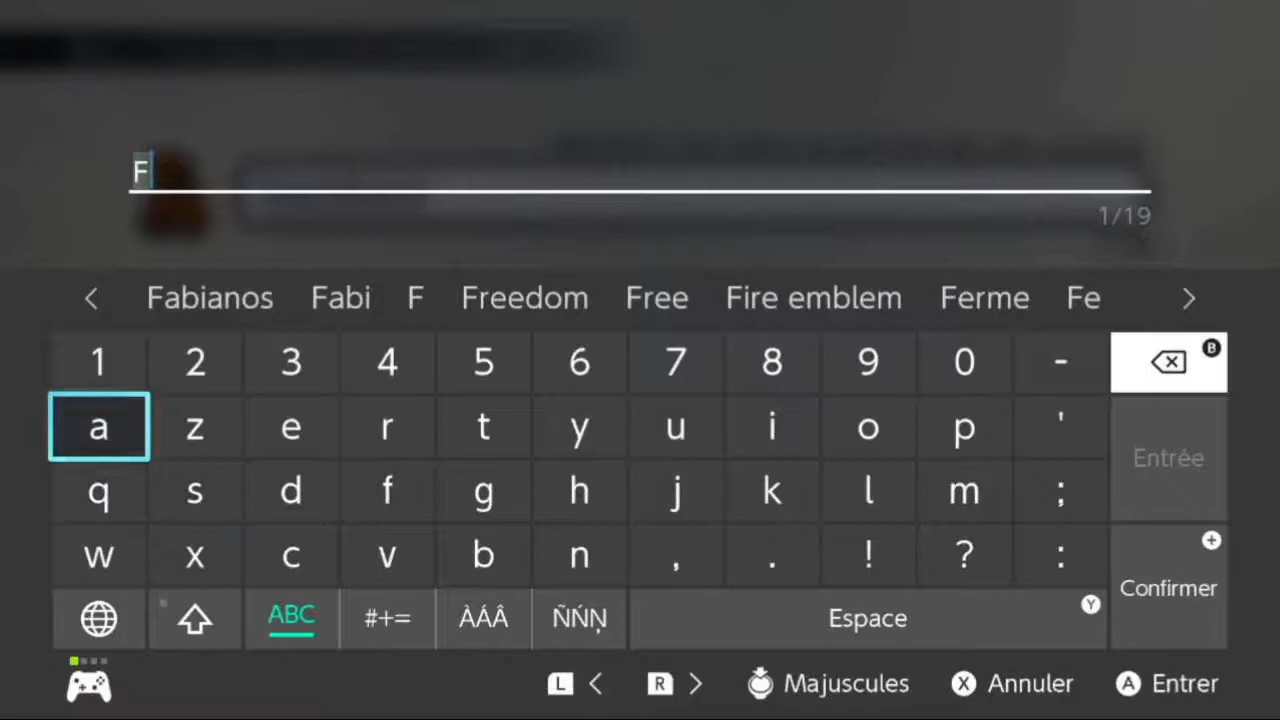 F
1/19
< Fabianos Fabi F Freedom Free Fire emblem Ferme Fe >
1 2 3 4 5 6 7 8 9 0 - B
a z e r t y u i o p ' Entrée
q s d f g h j k l m ;
w x c v b n , . ! ? : + Confirmer
ABC #+= ÀÁÂ ÑŃŅ Espace Y
L < R > Majuscules X Annuler A Entrer